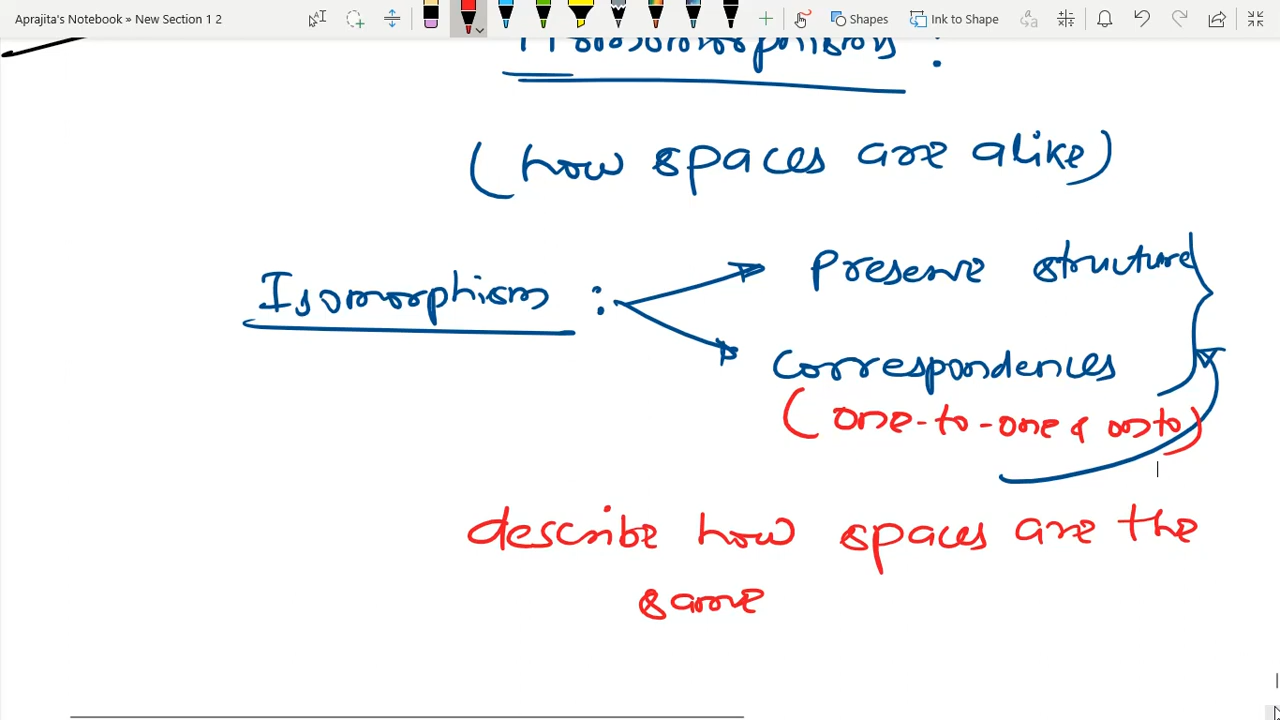 Aprajita's Notebook » New Section 1 2
Shapes
Ink to Shape
(how spaces are alike)
Isomorphism :
Preserve structure
Correspondences
(one-to-one & onto)
describe how spaces are the
same